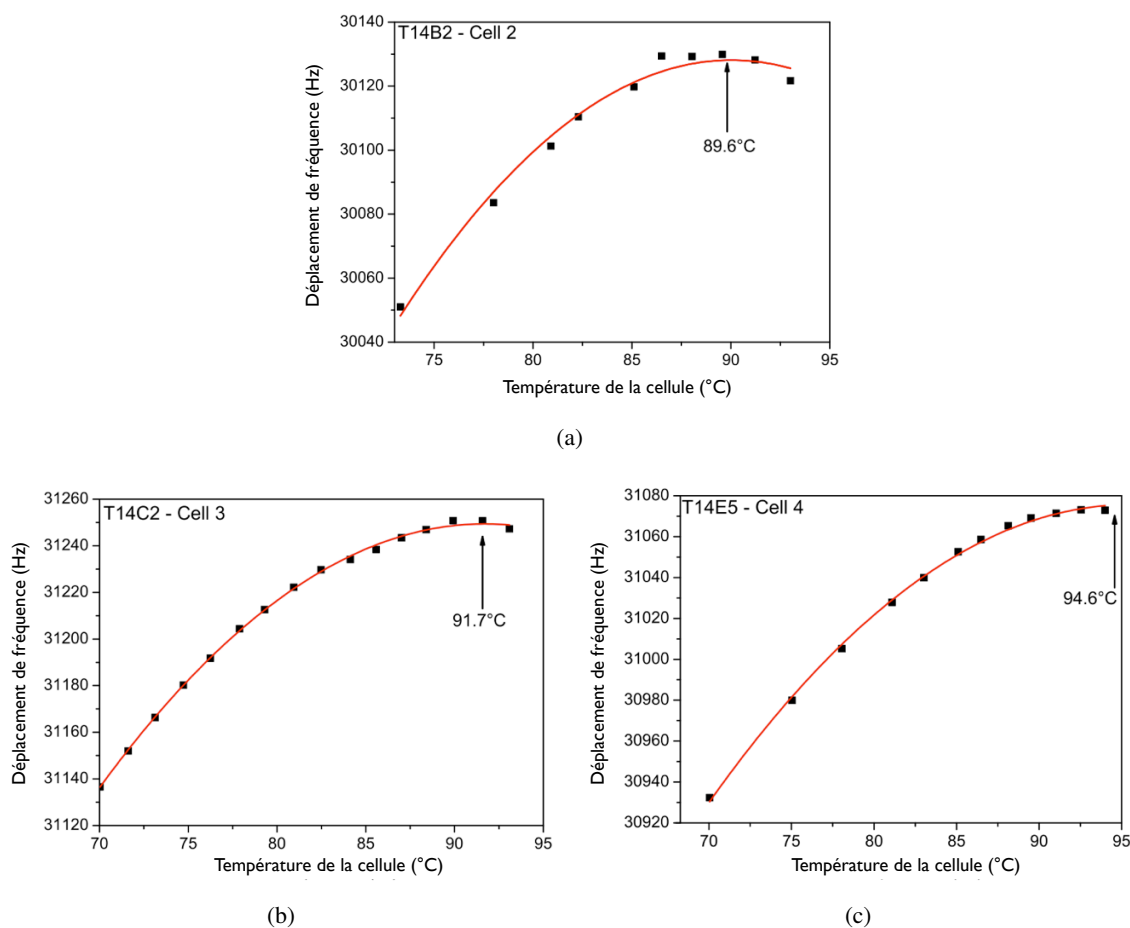 T14B2 - Cell 2
Déplacement de fréquence (Hz)
30140
30120
30100
30080
30060
30040
89.6°C
75
80
85
90
95
Température de la cellule (°C)
(a)
T14C2 - Cell 3
Déplacement de fréquence (Hz)
31260
31240
31220
31200
31180
31160
31140
31120
91.7°C
70
75
80
85
90
95
Température de la cellule (°C)
(b)
T14E5 - Cell 4
Déplacement de fréquence (Hz)
31080
31060
31040
31020
31000
30980
30960
30940
30920
94.6°C
70
75
80
85
90
95
Température de la cellule (°C)
(c)